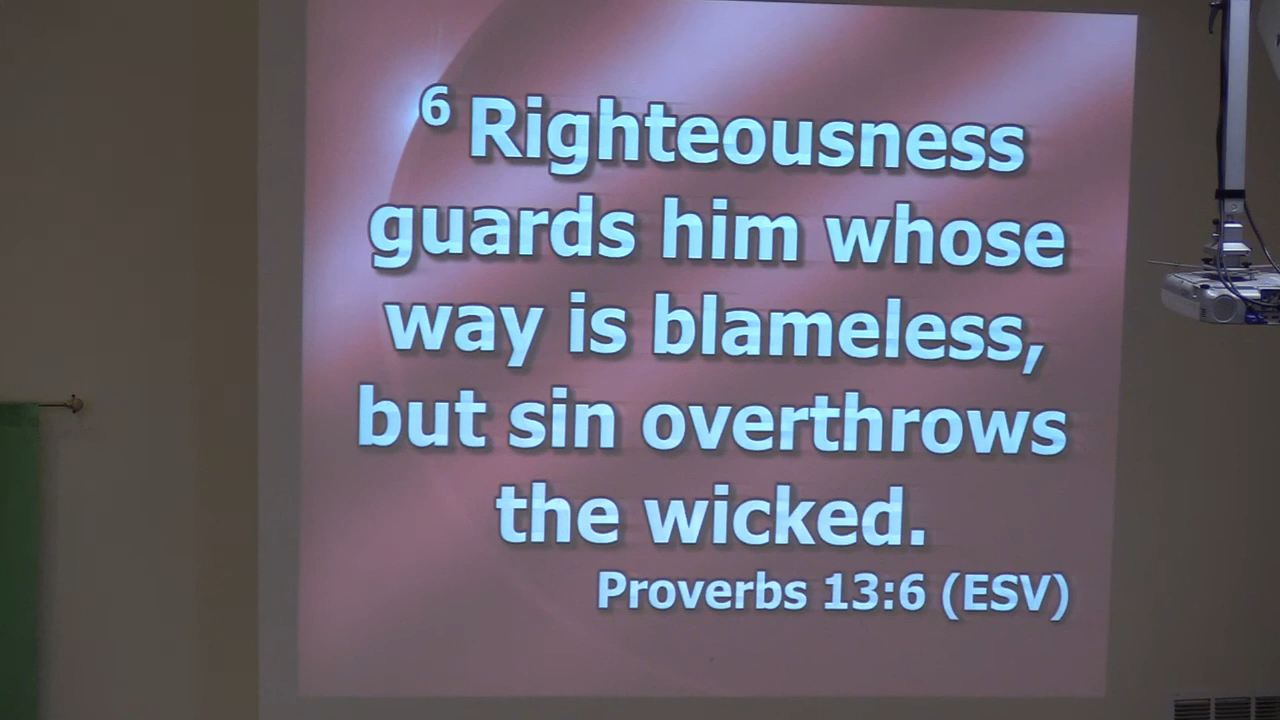 6 Righteousness
guards him whose
way is blameless,
but sin overthrows
the wicked.
Proverbs 13:6 (ESV)